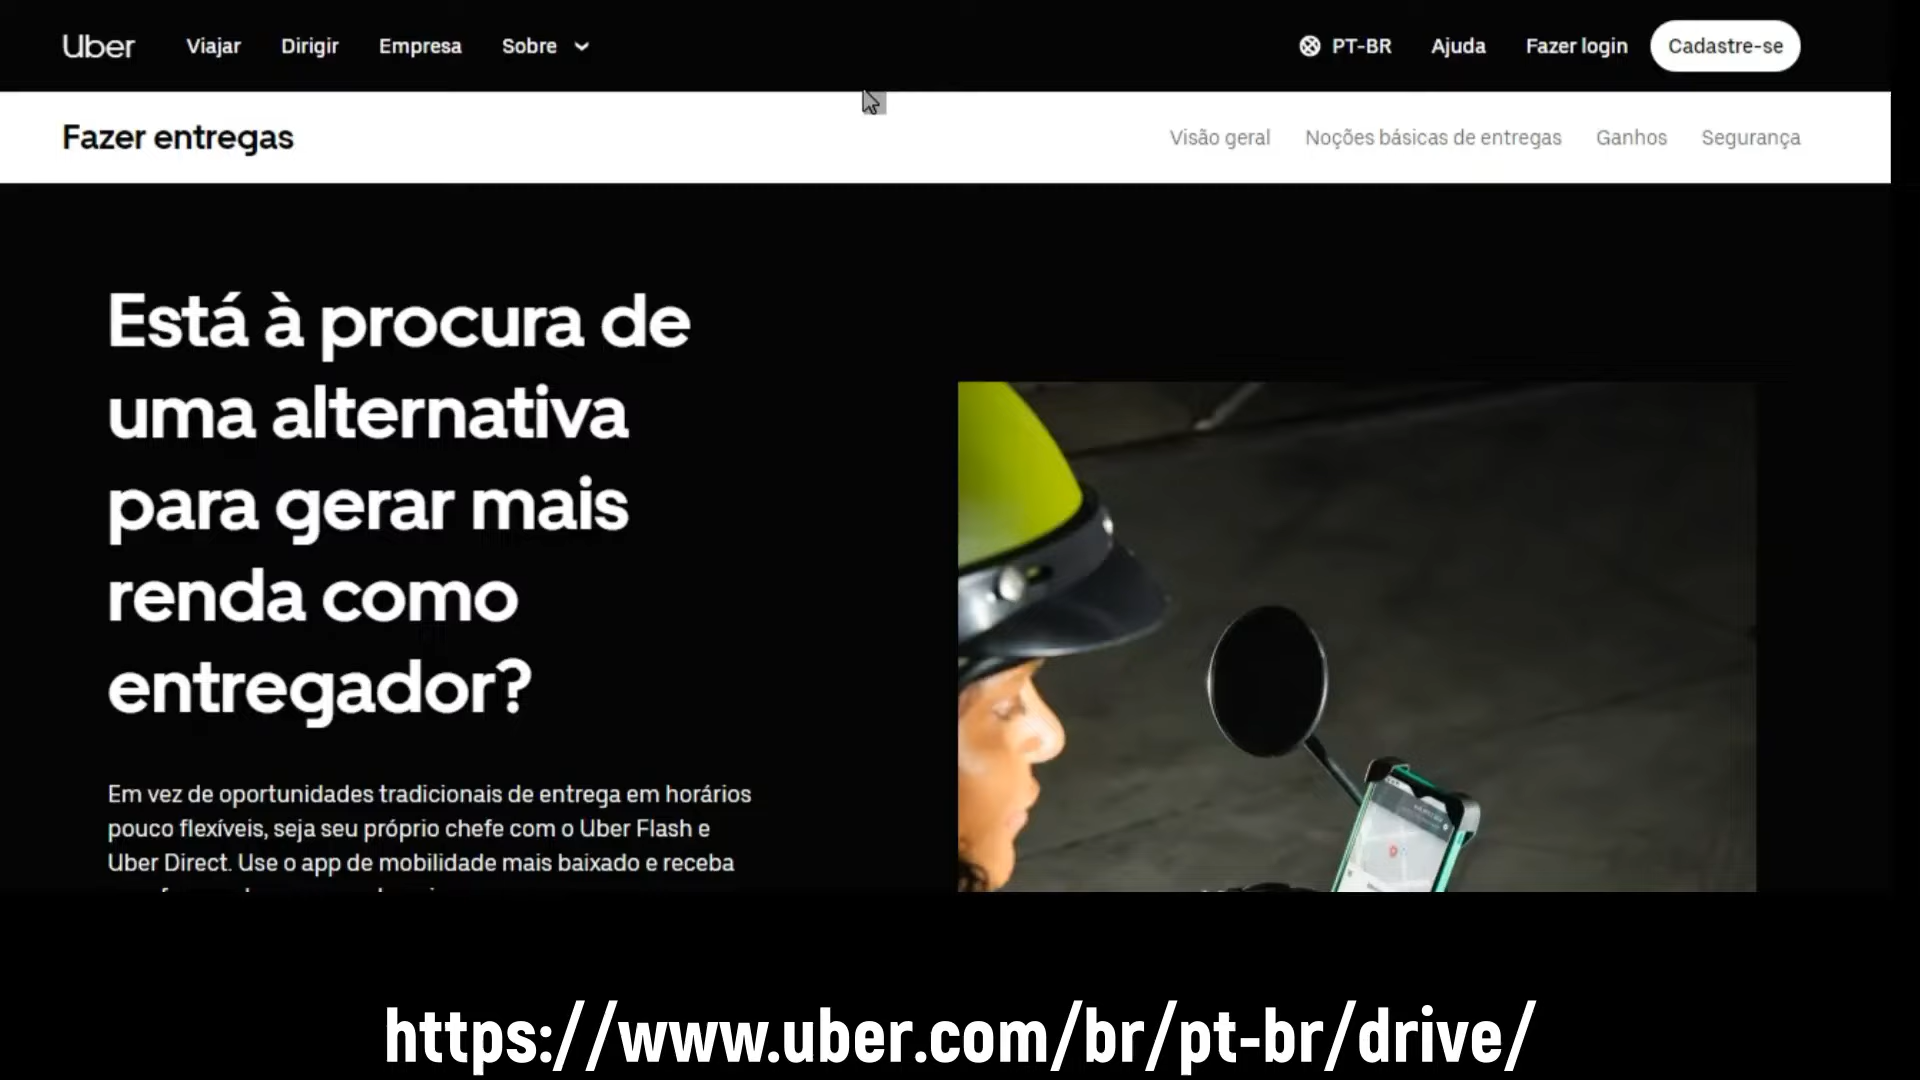 Uber Viajar Dirigir Empresa Sobre PT-BR Ajuda Fazer login Cadastre-se
Fazer entregas Visão geral Noções básicas de entregas Ganhos Segurança
Está à procura de
uma alternativa
para gerar mais
renda como
entregador?
Em vez de oportunidades tradicionais de entrega em horários
pouco flexíveis, seja seu próprio chefe com o Uber Flash e
Uber Direct. Use o app de mobilidade mais baixado e receba
https://www.uber.com/br/pt-br/drive/